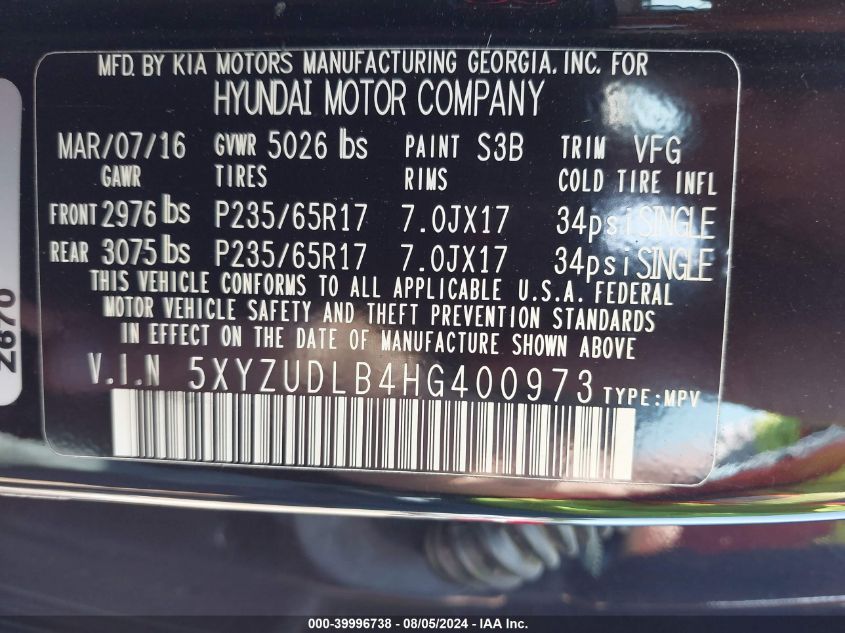 MFD. BY KIA MOTORS MANUFACTURING GEORGIA, INC. FOR
HYUNDAI MOTOR COMPANY
MAR/07/16 GVWR 5026 lbs PAINT S3B TRIM VFG
GAWR TIRES RIMS COLD TIRE INFL
FRONT 2976 lbs P235/65R17 7.0JX17 34psi SINGLE
REAR 3075 lbs P235/65R17 7.0JX17 34psi SINGLE
THIS VEHICLE CONFORMS TO ALL APPLICABLE U.S.A. FEDERAL
MOTOR VEHICLE SAFETY AND THEFT PREVENTION STANDARDS
IN EFFECT ON THE DATE OF MANUFACTURE SHOWN ABOVE
V.I.N 5XYZUDLB4HG400973 TYPE:MPV
000-39996738 - 08/05/2024 - IAA Inc.